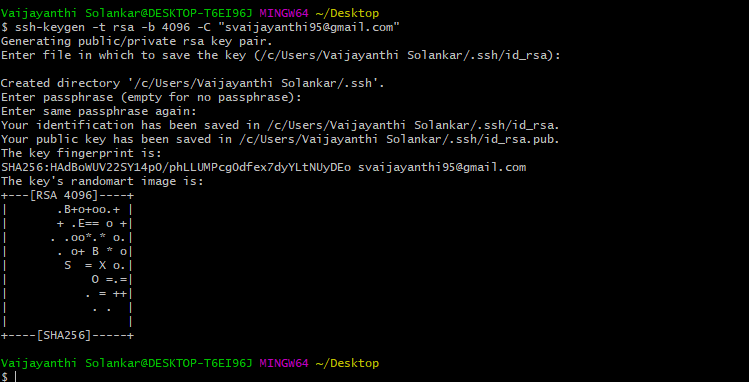 Vaijayanthi Solankar@DESKTOP-T6EI96J MINGW64 ~/Desktop
$ ssh-keygen -t rsa -b 4096 -C "svaijayanthi95@gmail.com"
Generating public/private rsa key pair.
Enter file in which to save the key (/c/Users/Vaijayanthi Solankar/.ssh/id_rsa):

Created directory '/c/Users/Vaijayanthi Solankar/.ssh'.
Enter passphrase (empty for no passphrase):
Enter same passphrase again:
Your identification has been saved in /c/Users/Vaijayanthi Solankar/.ssh/id_rsa.
Your public key has been saved in /c/Users/Vaijayanthi Solankar/.ssh/id_rsa.pub.
The key fingerprint is:
SHA256:HAdBoWUV22SY14pO/phLLUMPcgOdfex7dyYLtNUyDEo svaijayanthi95@gmail.com
The key's randomart image is:
+---[RSA 4096]----+
|       .B+o+oo.+ |
|       + .E== o +|
|      . .oo*.* o.|
|       . o+ B * o|
|        S  = X o.|
|            O =.=|
|           . = ++|
|            . .  |
|                 |
+----[SHA256]-----+

Vaijayanthi Solankar@DESKTOP-T6EI96J MINGW64 ~/Desktop
$